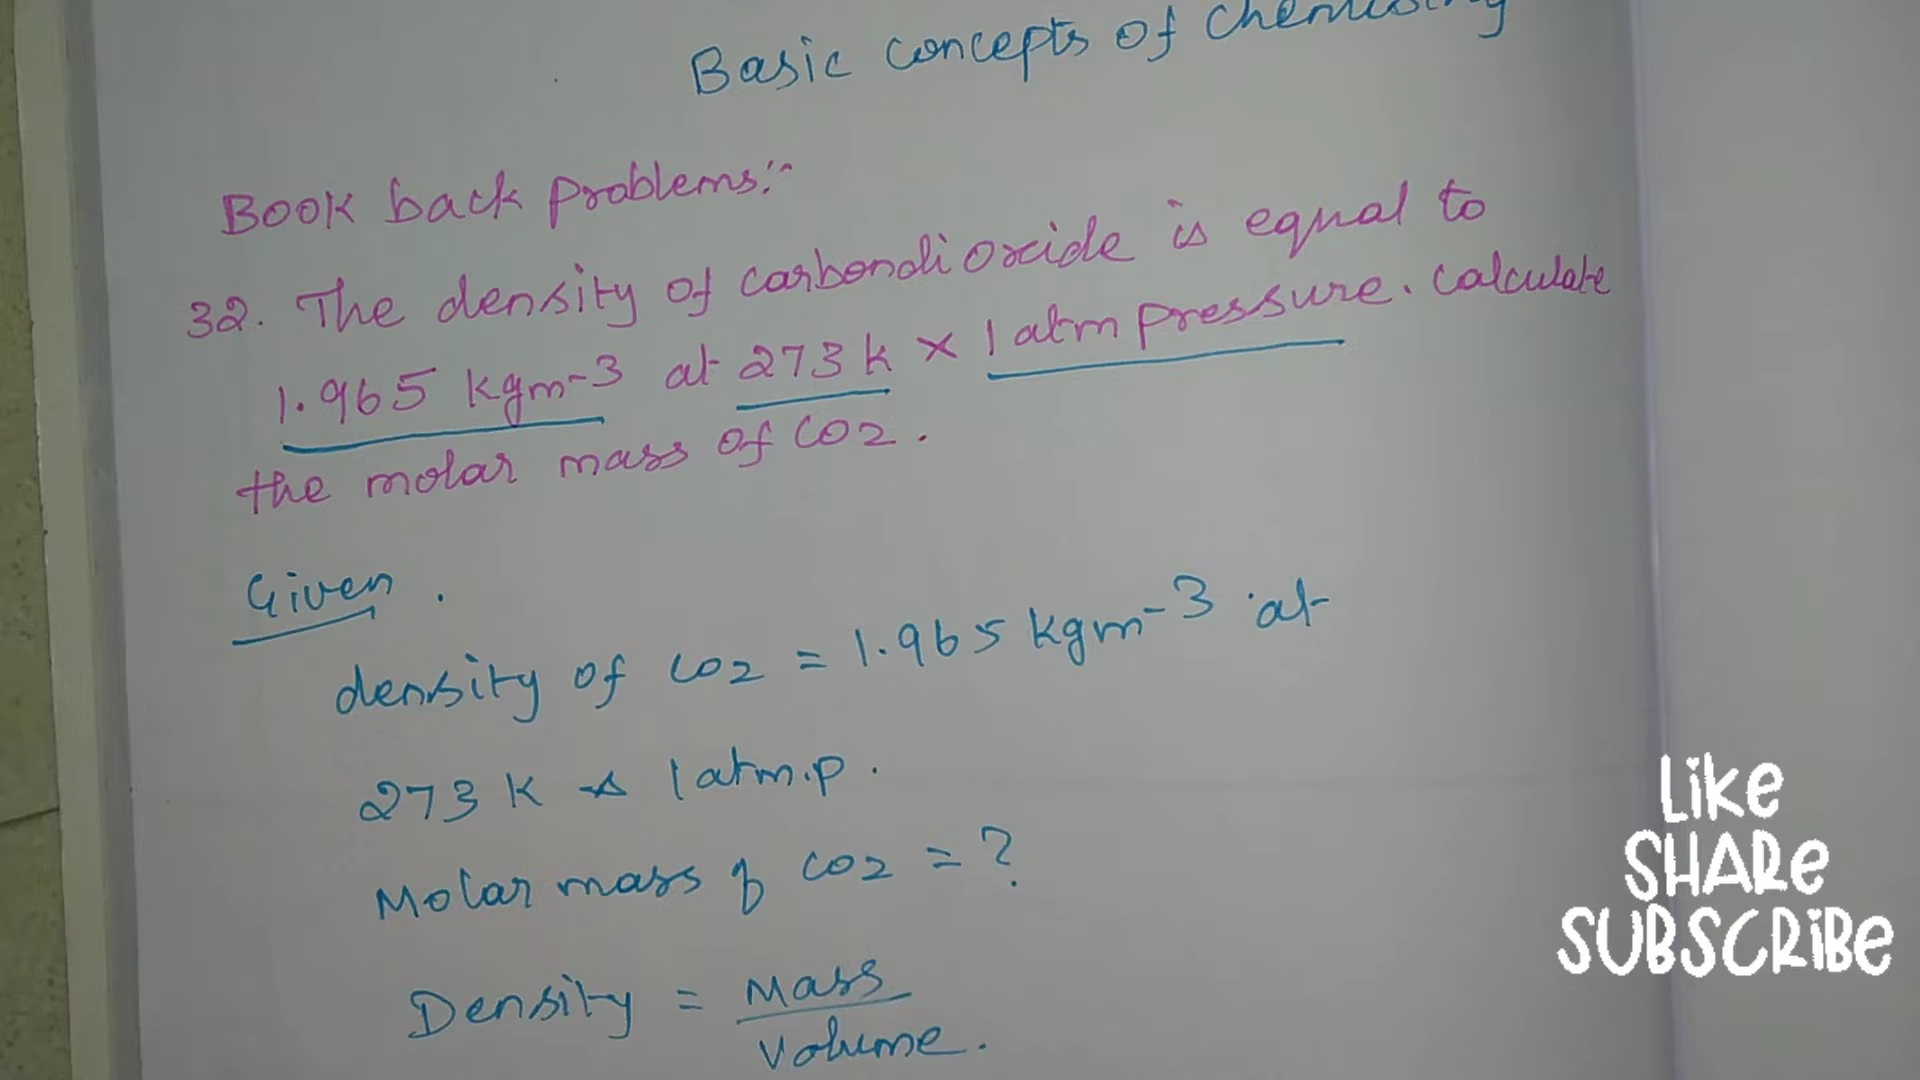 Basic concepts of Chemistry
Book back problems:-
32. The density of carbondioxide is equal to
1.965 kgm-3 at 273 k & 1 atm pressure. calculate
the molar mass of CO2.
Given.
density of CO2 = 1.965 kgm-3 at
273 K & 1 atm.p.
Molar mass of CO2 = ?
Density = Mass
Volume.
LiKe
SHARe
SUBSCRiBe